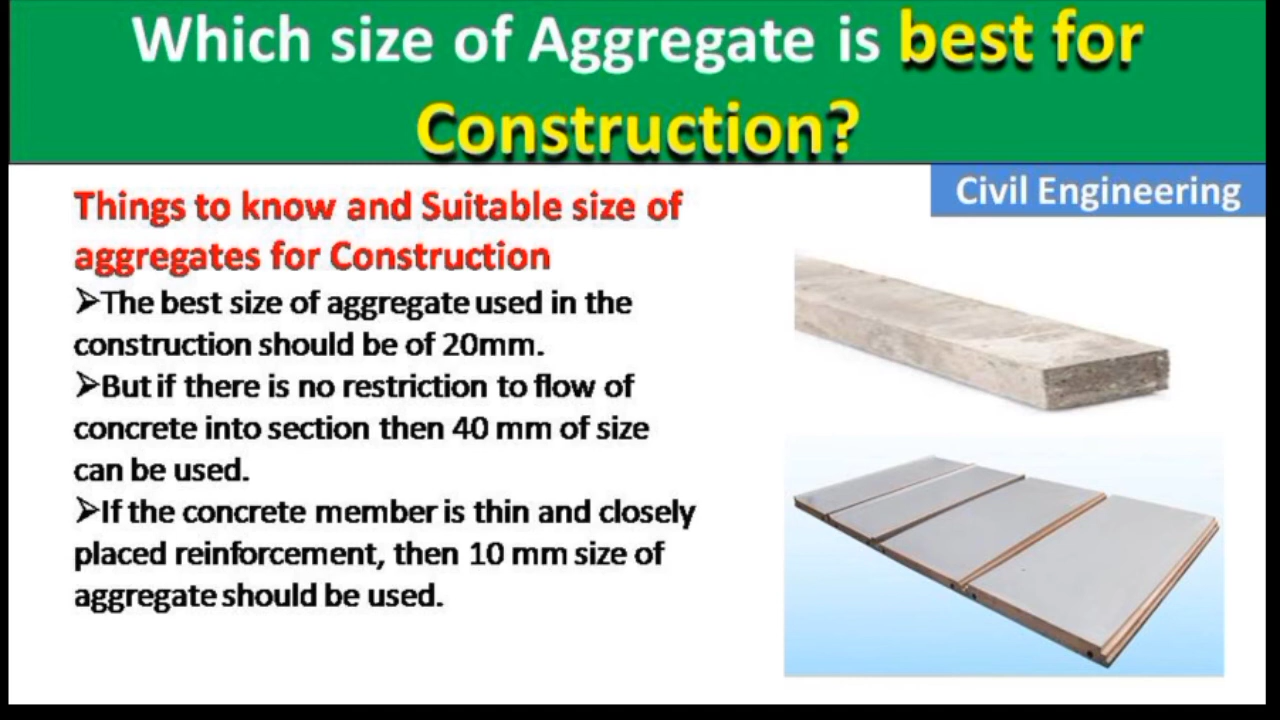 Which size of Aggregate is best for
Construction?
Civil Engineering
Things to know and Suitable size of
aggregates for Construction
➢The best size of aggregate used in the
construction should be of 20mm.
➢But if there is no restriction to flow of
concrete into section then 40 mm of size
can be used.
➢If the concrete member is thin and closely
placed reinforcement, then 10 mm size of
aggregate should be used.